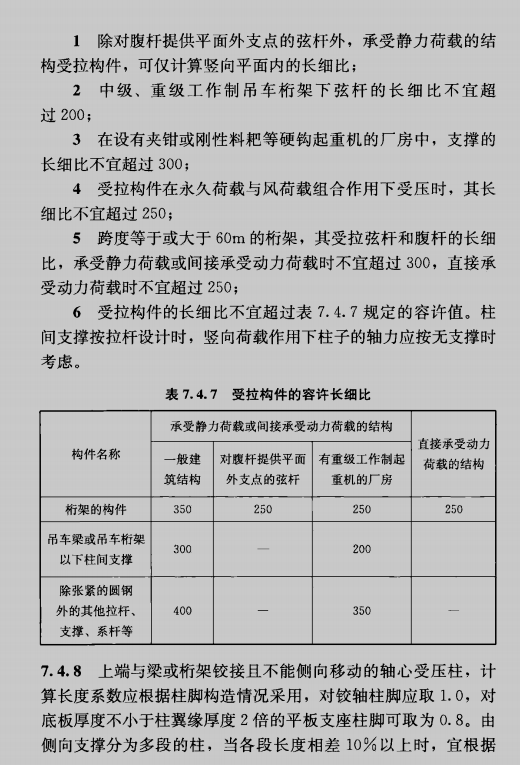 1 除对腹杆提供平面外支点的弦杆外，承受静力荷载的结
构受拉构件，可仅计算竖向平面内的长细比；
2 中级、重级工作制吊车桁架下弦杆的长细比不宜超
过 200；
3 在设有夹钳或刚性料耙等硬钩起重机的厂房中，支撑的
长细比不宜超过 300；
4 受拉构件在永久荷载与风荷载组合作用下受压时，其长
细比不宜超过 250；
5 跨度等于或大于 60m 的桁架，其受拉弦杆和腹杆的长细
比，承受静力荷载或间接承受动力荷载时不宜超过 300，直接承
受动力荷载时不宜超过 250；
6 受拉构件的长细比不宜超过表 7.4.7 规定的容许值。柱
间支撑按拉杆设计时，竖向荷载作用下柱子的轴力应按无支撑时
考虑。
表 7.4.7 受拉构件的容许长细比
构件名称
承受静力荷载或间接承受动力荷载的结构
直接承受动力
荷载的结构
一般建
筑结构
对腹杆提供平面
外支点的弦杆
有重级工作制起
重机的厂房
桁架的构件 350 250 250 250
吊车梁或吊车桁架
以下柱间支撑
300 — 200
除张紧的圆钢
外的其他拉杆、
支撑、系杆等
400 — 350 —
7.4.8 上端与梁或桁架铰接且不能侧向移动的轴心受压柱，计
算长度系数应根据柱脚构造情况采用，对铰轴柱脚应取 1.0，对
底板厚度不小于柱翼缘厚度 2 倍的平板支座柱脚可取为 0.8。由
侧向支撑分为多段的柱，当各段长度相差 10%以上时，宜根据